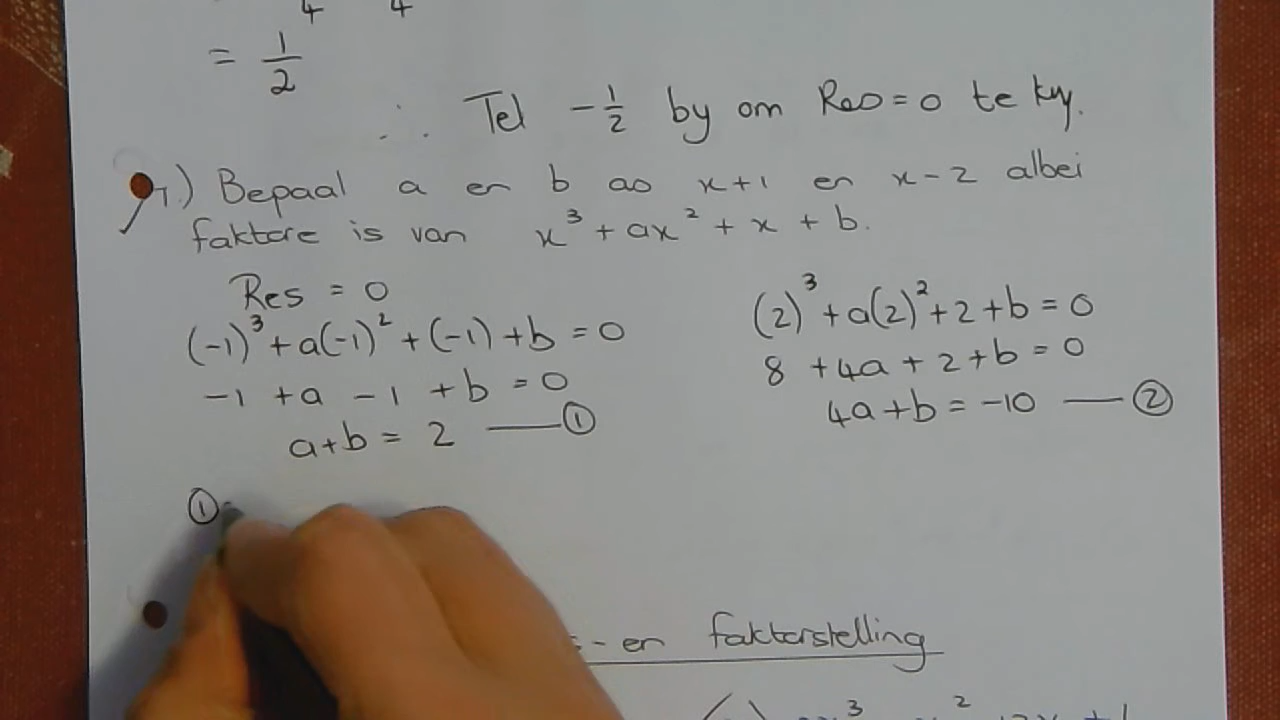 4 4
= 1/2
∴ Tel -1/2 by om Res = 0 te kry.
7.) Bepaal a en b as x+1 en x-2 albei
faktore is van x³ + ax² + x + b.
Res = 0
(-1)³ + a(-1)² + (-1) + b = 0
-1 + a - 1 + b = 0
a+b = 2 —— ①
(2)³ + a(2)² + 2 + b = 0
8 + 4a + 2 + b = 0
4a + b = -10 —— ②
①
- en faktorstelling